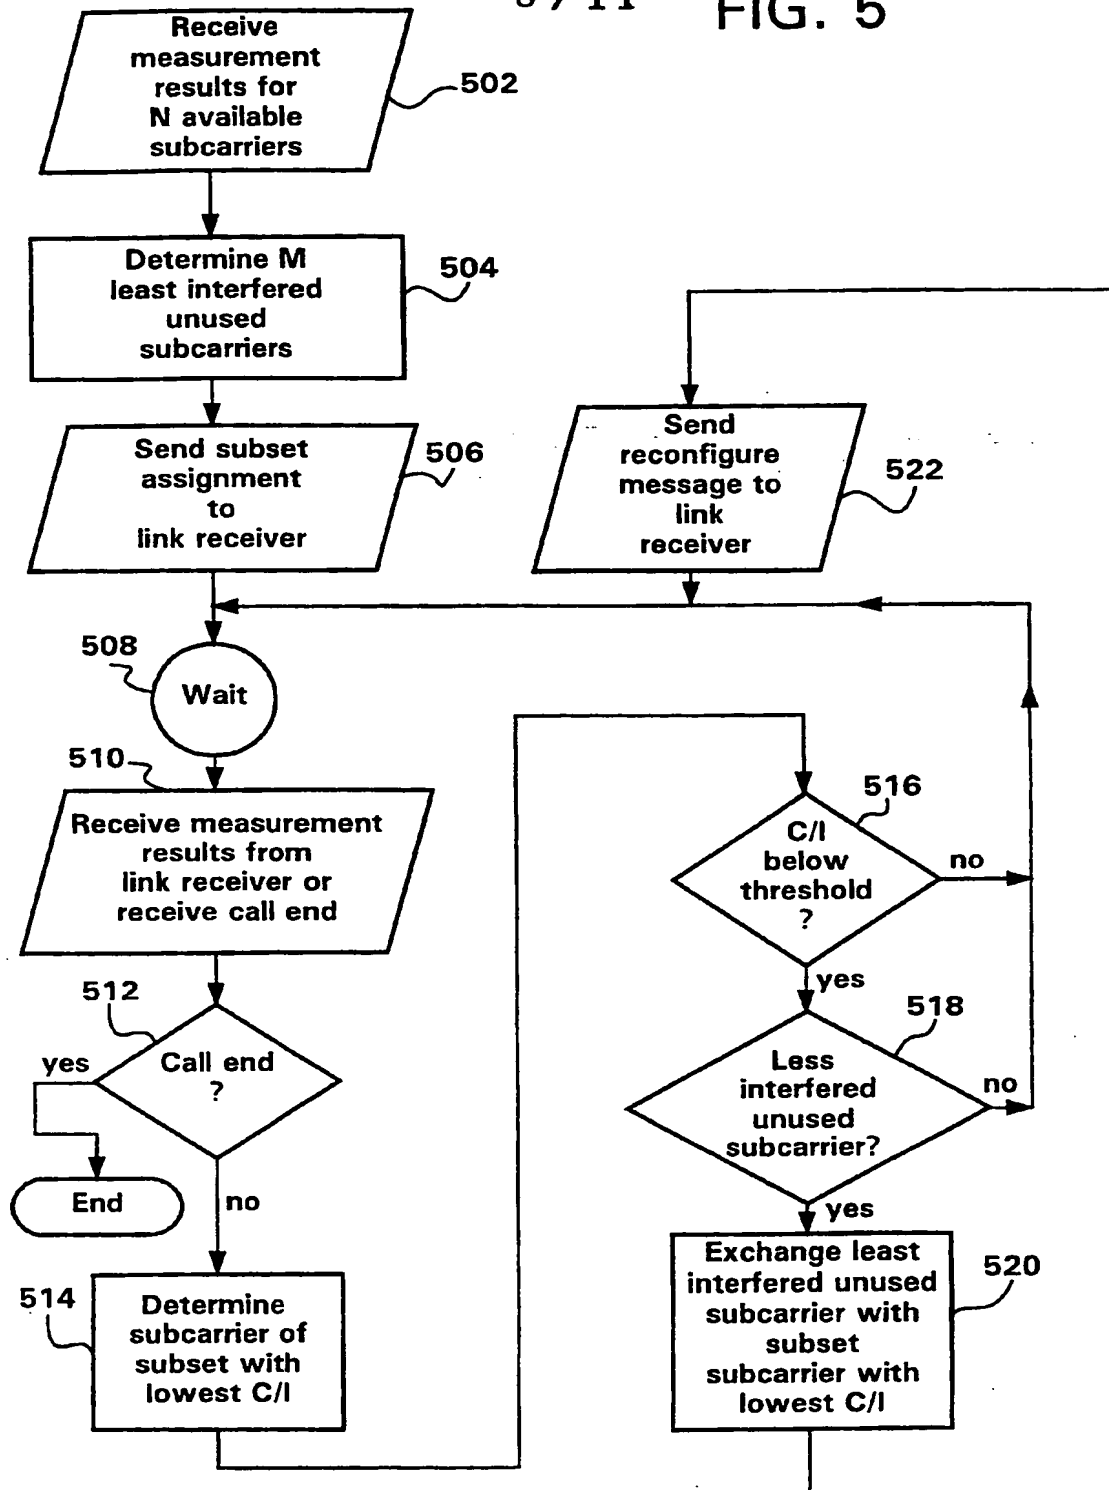 FIG. 5
Receive
measurement
results for
N available
subcarriers
502
Determine M
least interfered
unused
subcarriers
504
Send subset
assignment
to
link receiver
506
Send
reconfigure
message to
link
receiver
522
508
Wait
510
Receive measurement
results from
link receiver or
receive call end
512
Call end
?
yes
End
no
514
Determine
subcarrier of
subset with
lowest C/I
516
C/I
below
threshold
?
no
yes
518
Less
interfered
unused
subcarrier?
no
yes
Exchange least
interfered unused
subcarrier with
subset
subcarrier with
lowest C/I
520